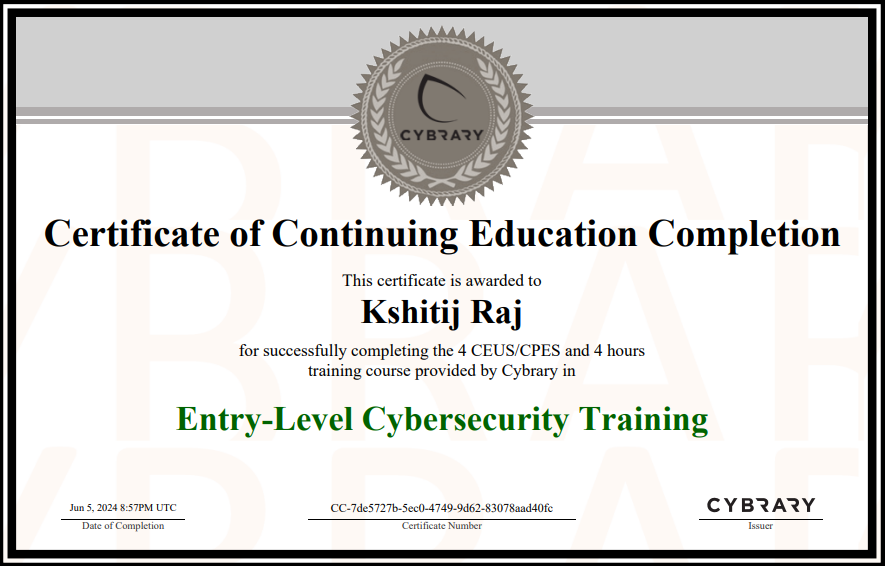 CYBRARY
Certificate of Continuing Education Completion
This certificate is awarded to
Kshitij Raj
for successfully completing the 4 CEUS/CPES and 4 hours
training course provided by Cybrary in
Entry-Level Cybersecurity Training
Jun 5, 2024 8:57PM UTC
Date of Completion
CC-7de5727b-5ec0-4749-9d62-83078aad40fc
Certificate Number
CYBRARY
Issuer